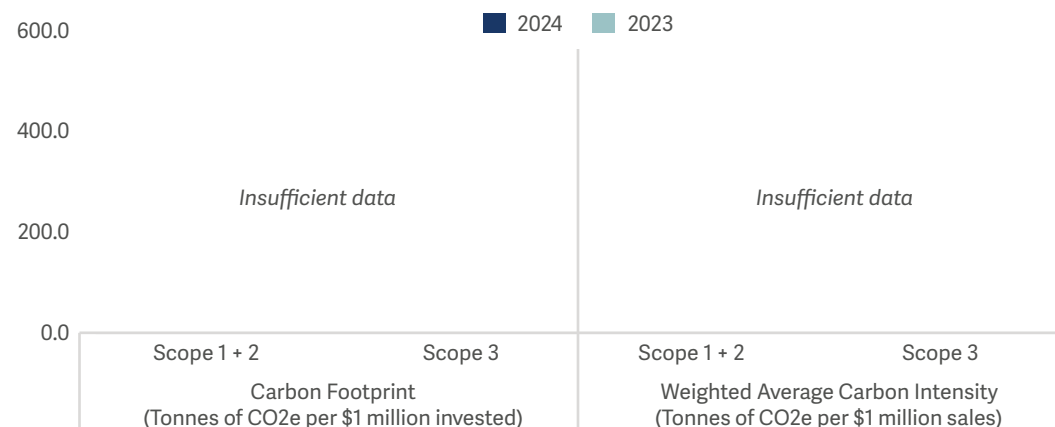 600.0
2024 2023
400.0
Insufficient data Insufficient data
200.0
0.0
Scope 1 + 2 Scope 3 Scope 1 + 2 Scope 3
Carbon Footprint Weighted Average Carbon Intensity
(Tonnes of CO2e per $1 million invested) (Tonnes of CO2e per $1 million sales)